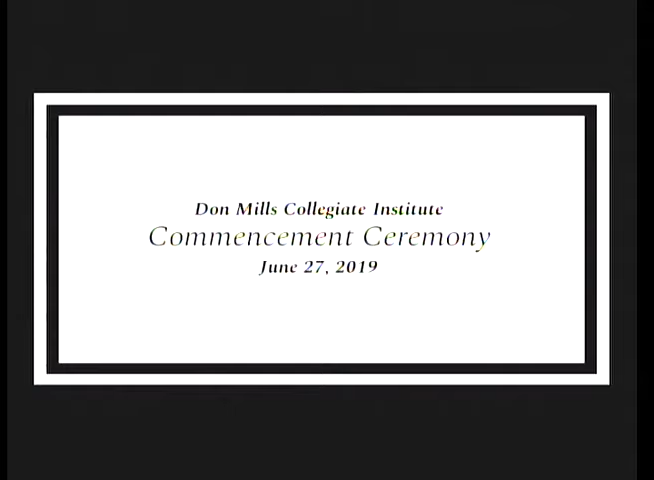 Don Mills Collegiate Institute
Commencement Ceremony
June 27, 2019